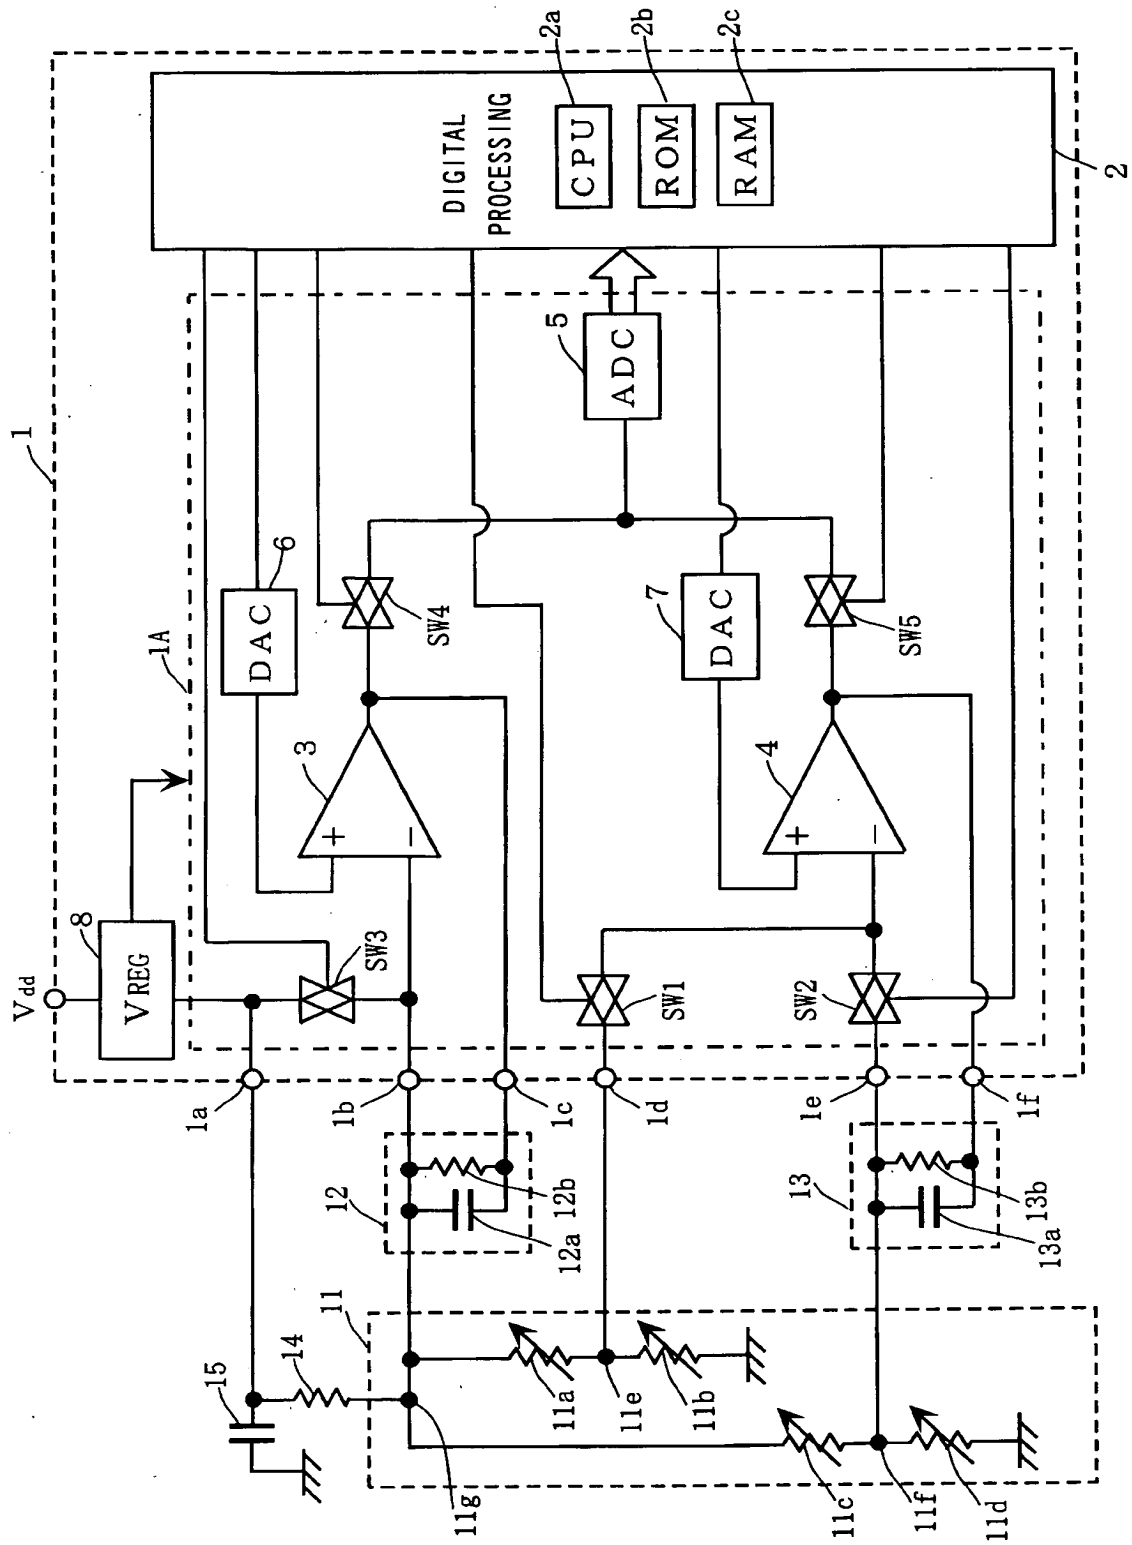 1
2
DIGITAL
PROCESSING
CPU
2a
ROM
2b
RAM
2c
1A
DAC
6
SW4
ADC
5
DAC
7
SW5
3
+
−
4
+
−
Vdd
VREG
8
SW3
SW1
SW2
1a
1b
1c
1d
1e
1f
12
12b
12a
13
13b
13a
15
14
11
11a
11e
11b
11g
11c
11f
11d